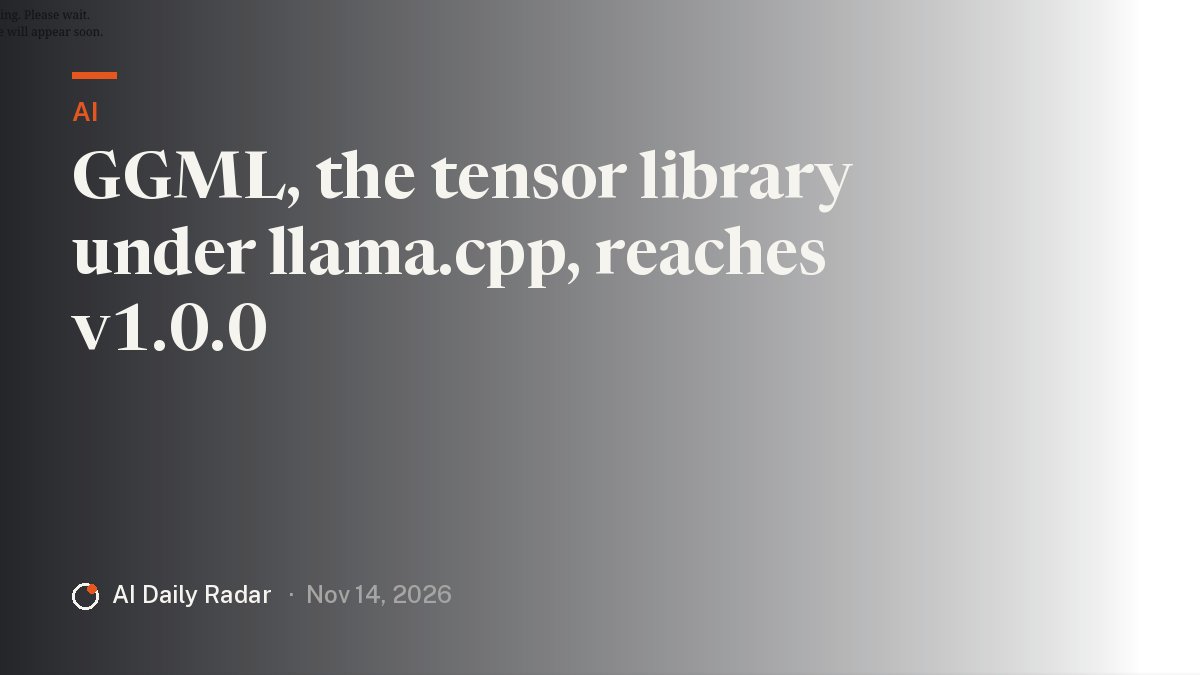 ing. Please wait.
e will appear soon.
AI
GGML, the tensor library
under llama.cpp, reaches
v1.0.0
AI Daily Radar · Nov 14, 2026